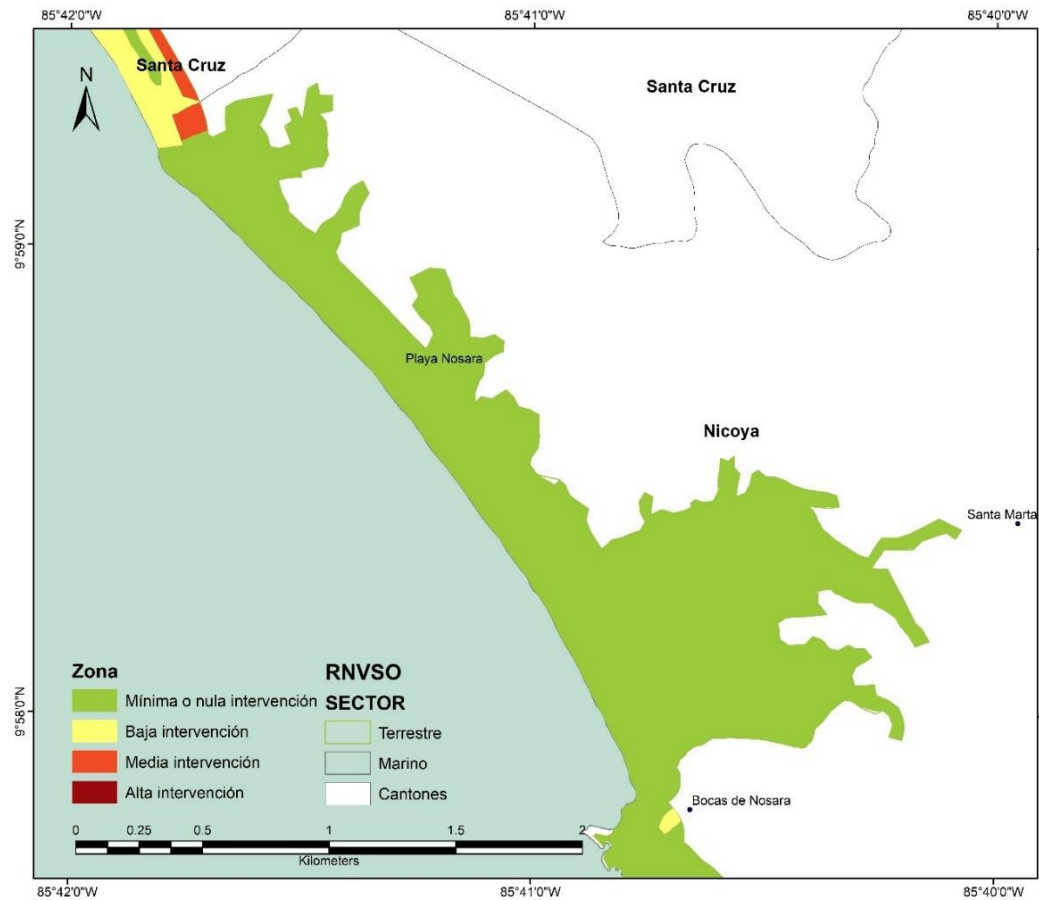 85°42'0"W
85°41'0"W
85°40'0"W
Santa Cruz
Santa Cruz
N
9°59'0"N
Playa Nosara
Nicoya
Santa Marta
9°58'0"N
Zona
Mínima o nula intervención
Baja intervención
Media intervención
Alta intervención
RNVSO
SECTOR
Terrestre
Marino
Cantones
Bocas de Nosara
0 0.25 0.5 1 1.5 2
Kilometers
85°42'0"W
85°41'0"W
85°40'0"W